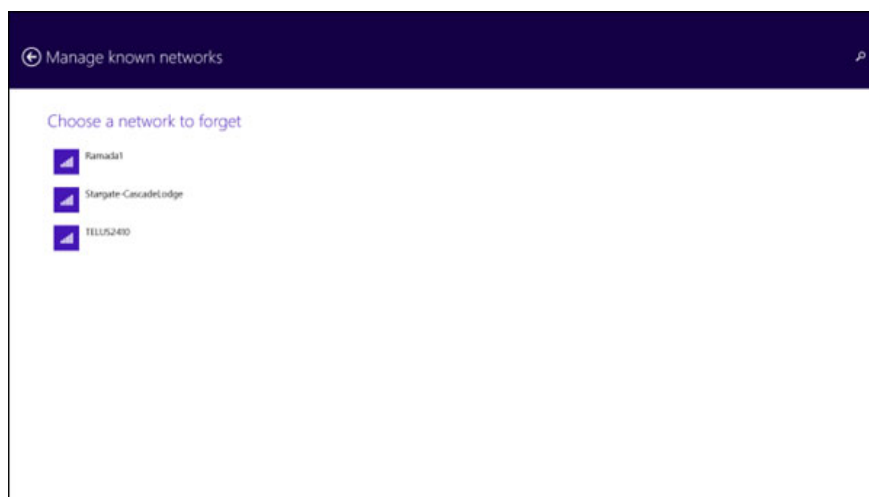 Manage known networks
Choose a network to forget
Ramada1
Stargate-CascadeLodge
TELUS2410